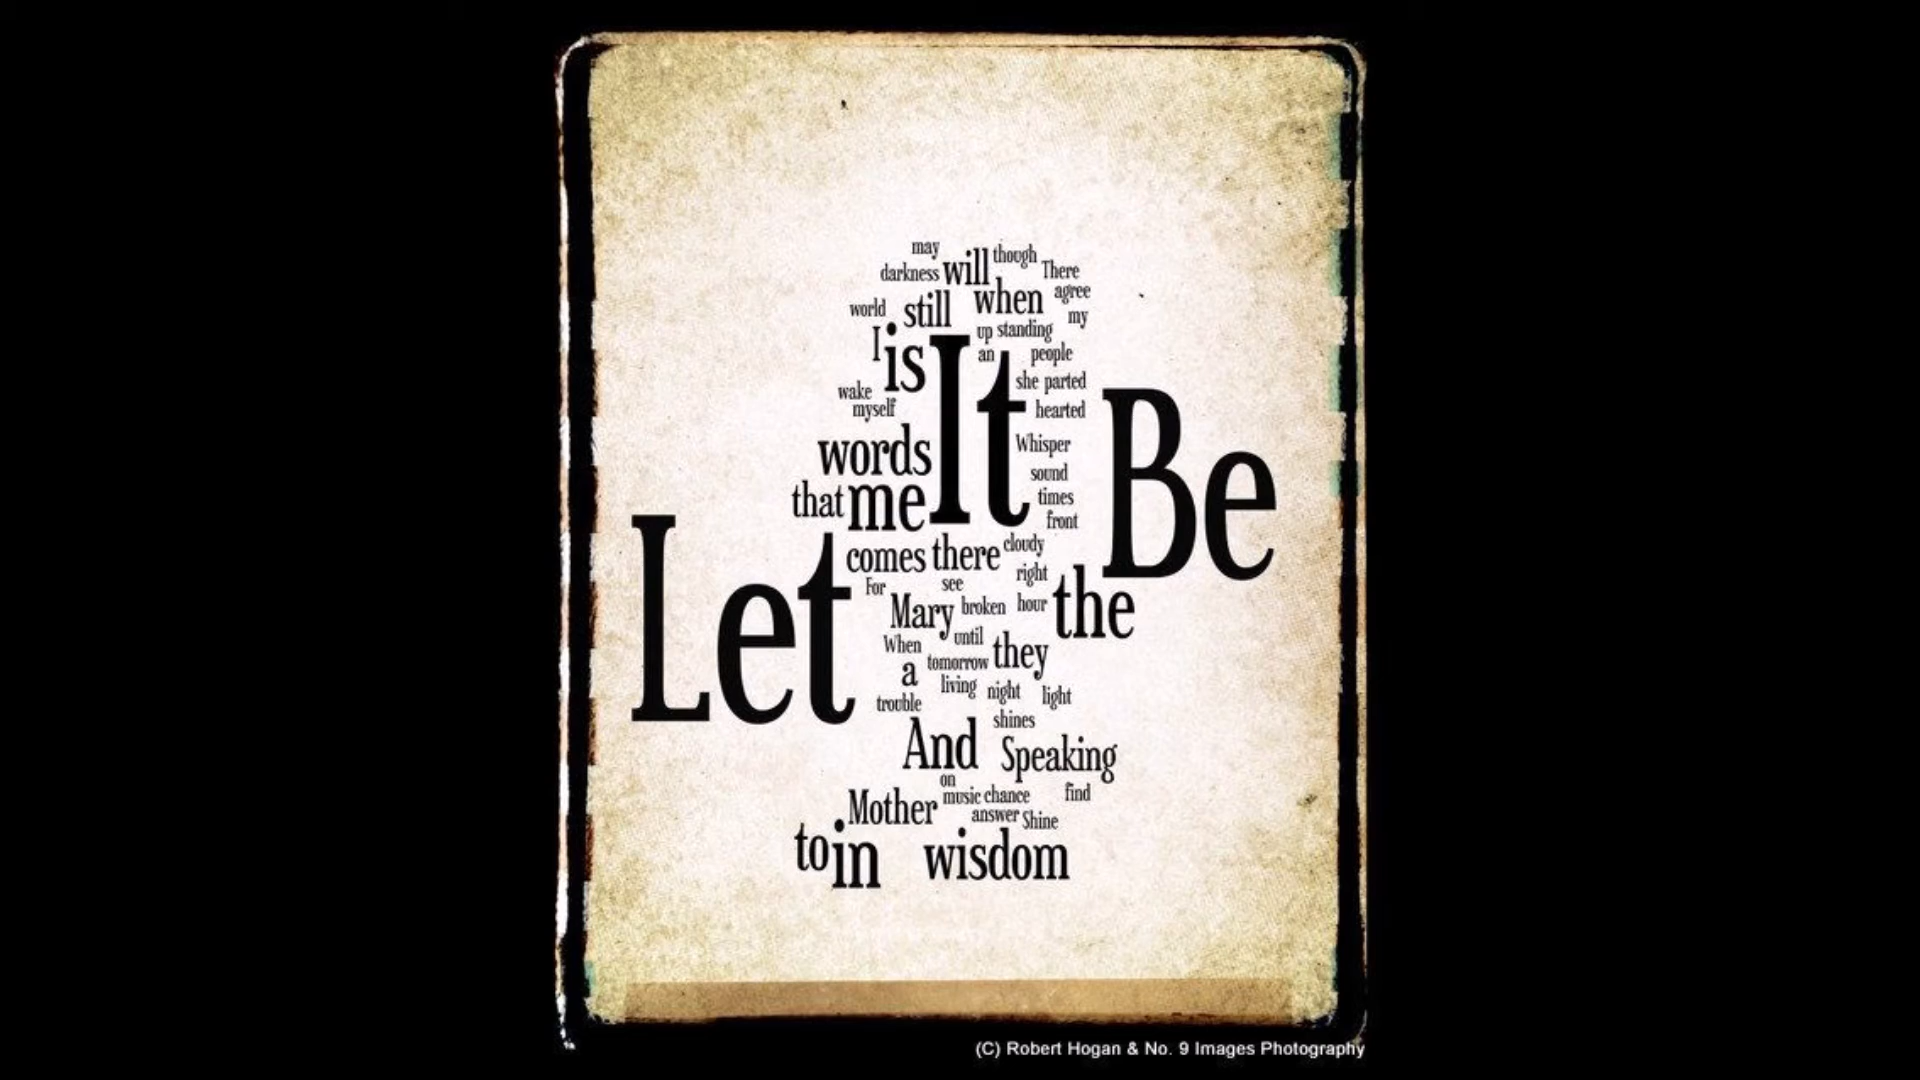 may
darkness will though There
world still when agree
my
I is It up standing
an people
wake she parted
myself hearted
words Whisper
sound
that me times
front
Let Be
comes there cloudy
For see right
Mary broken hour the
When until they
a tomorrow
living night light
trouble
shines
And Speaking
on
Mother music chance find
answer Shine
to in wisdom
(C) Robert Hogan & No. 9 Images Photography